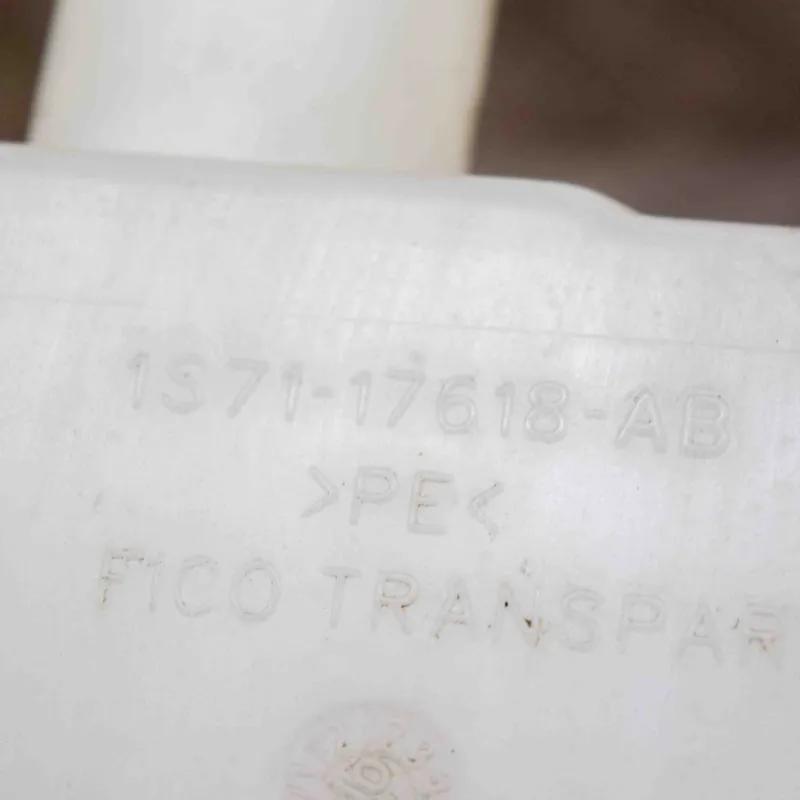 1S71-17618-AB
>PE<
FICO TRANSPAR